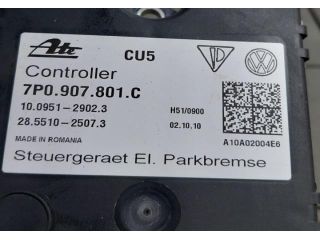 Ate
CU5
Controller
7P0.907.801.C
10.0951-2902.3
H51/0900
28.5510-2507.3
02.10.10
MADE IN ROMANIA
A10A02004E6
Steuergeraet El. Parkbremse